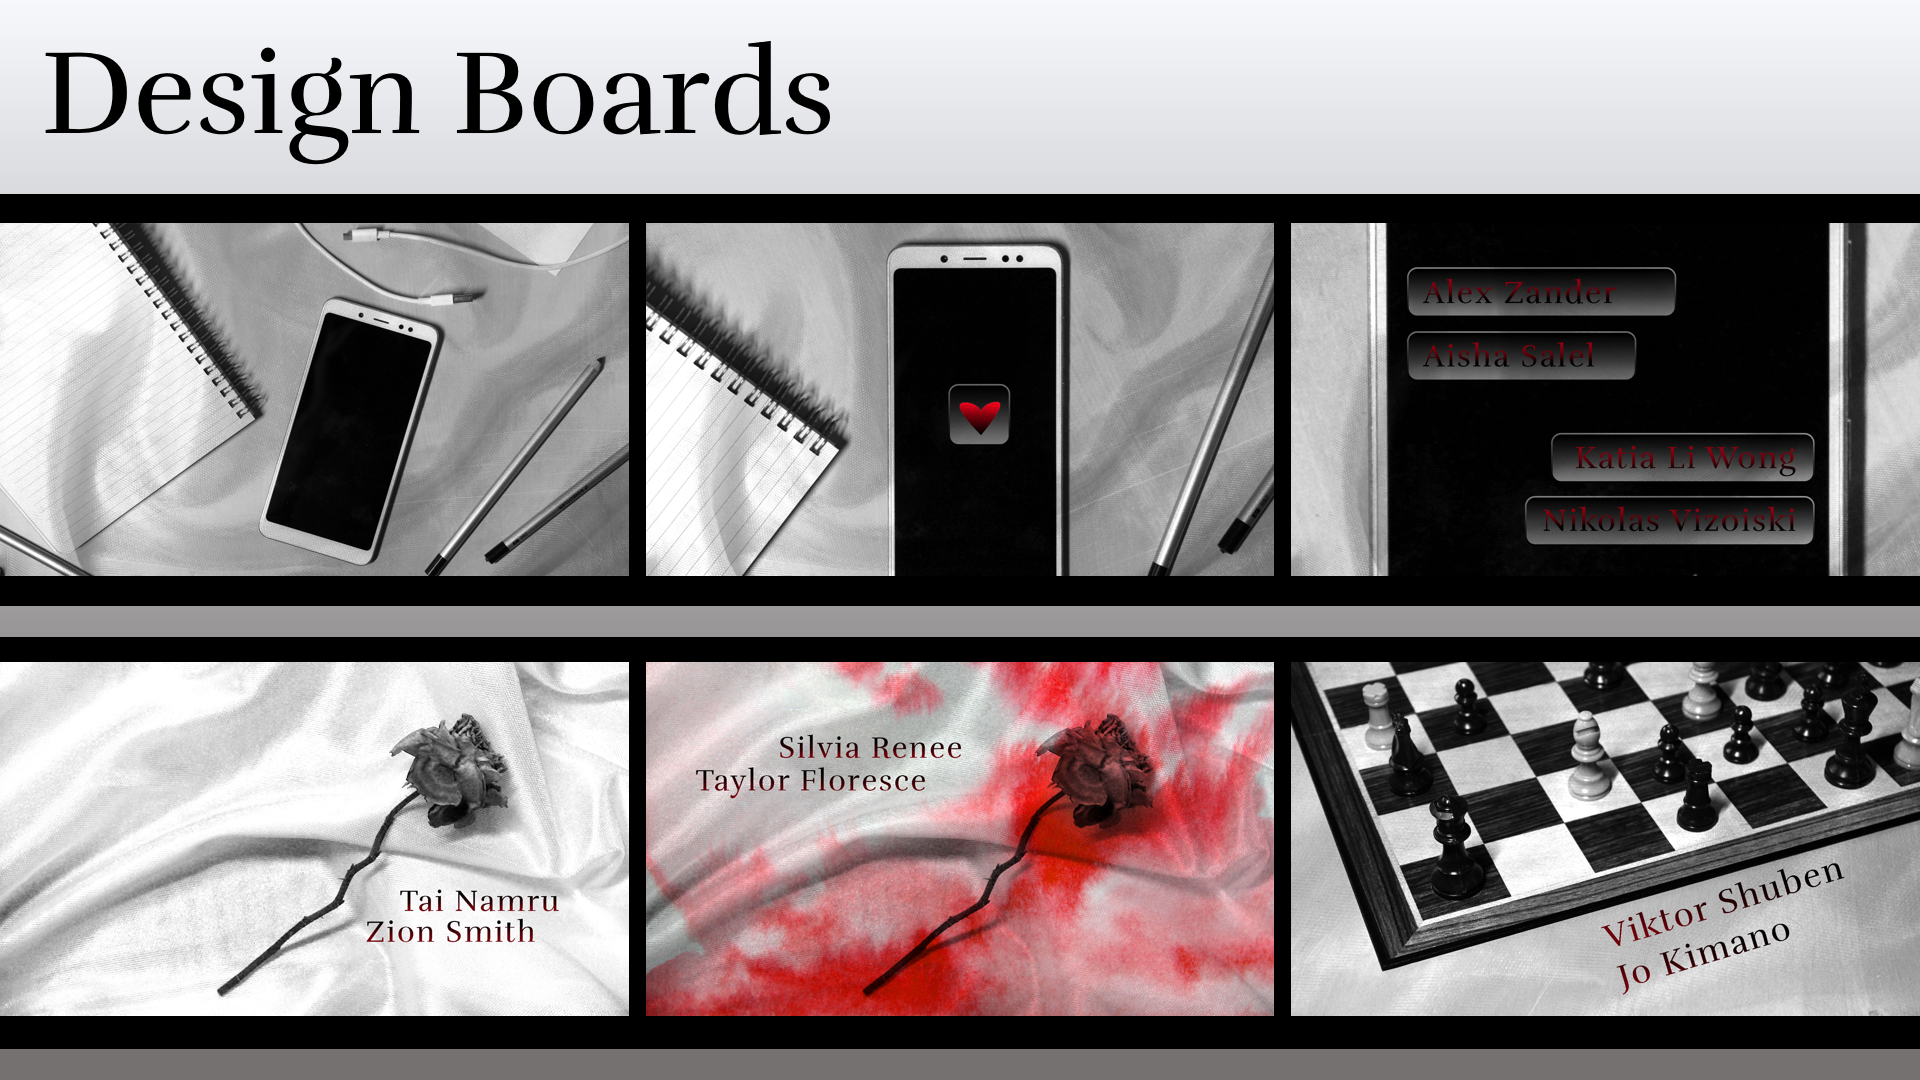 Design Boards
Alex Zander
Aisha Salel
Katia Li Wong
Nikolas Vizoiski
Tai Namru
Zion Smith
Silvia Renee
Taylor Floresce
Viktor Shuben
Jo Kimano